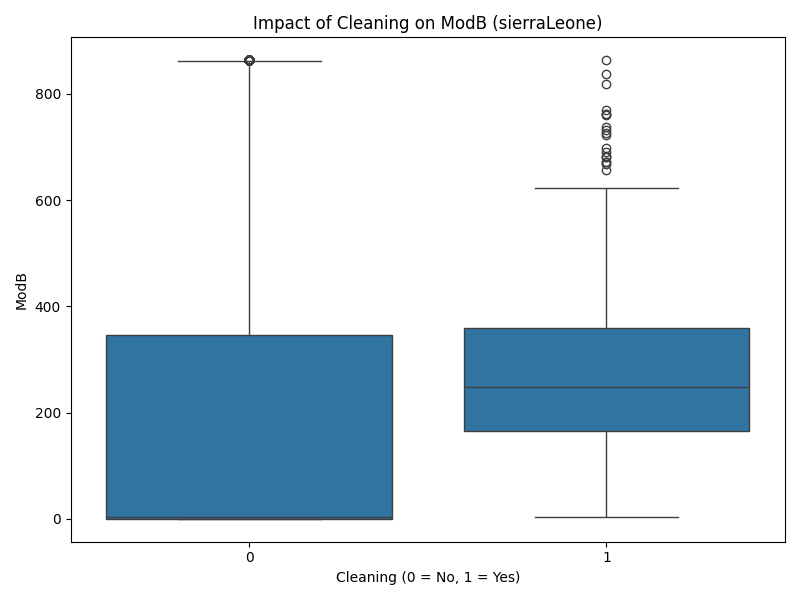 Impact of Cleaning on ModB (sierraLeone)
800
600
400
200
0
ModB
0
1
Cleaning (0 = No, 1 = Yes)